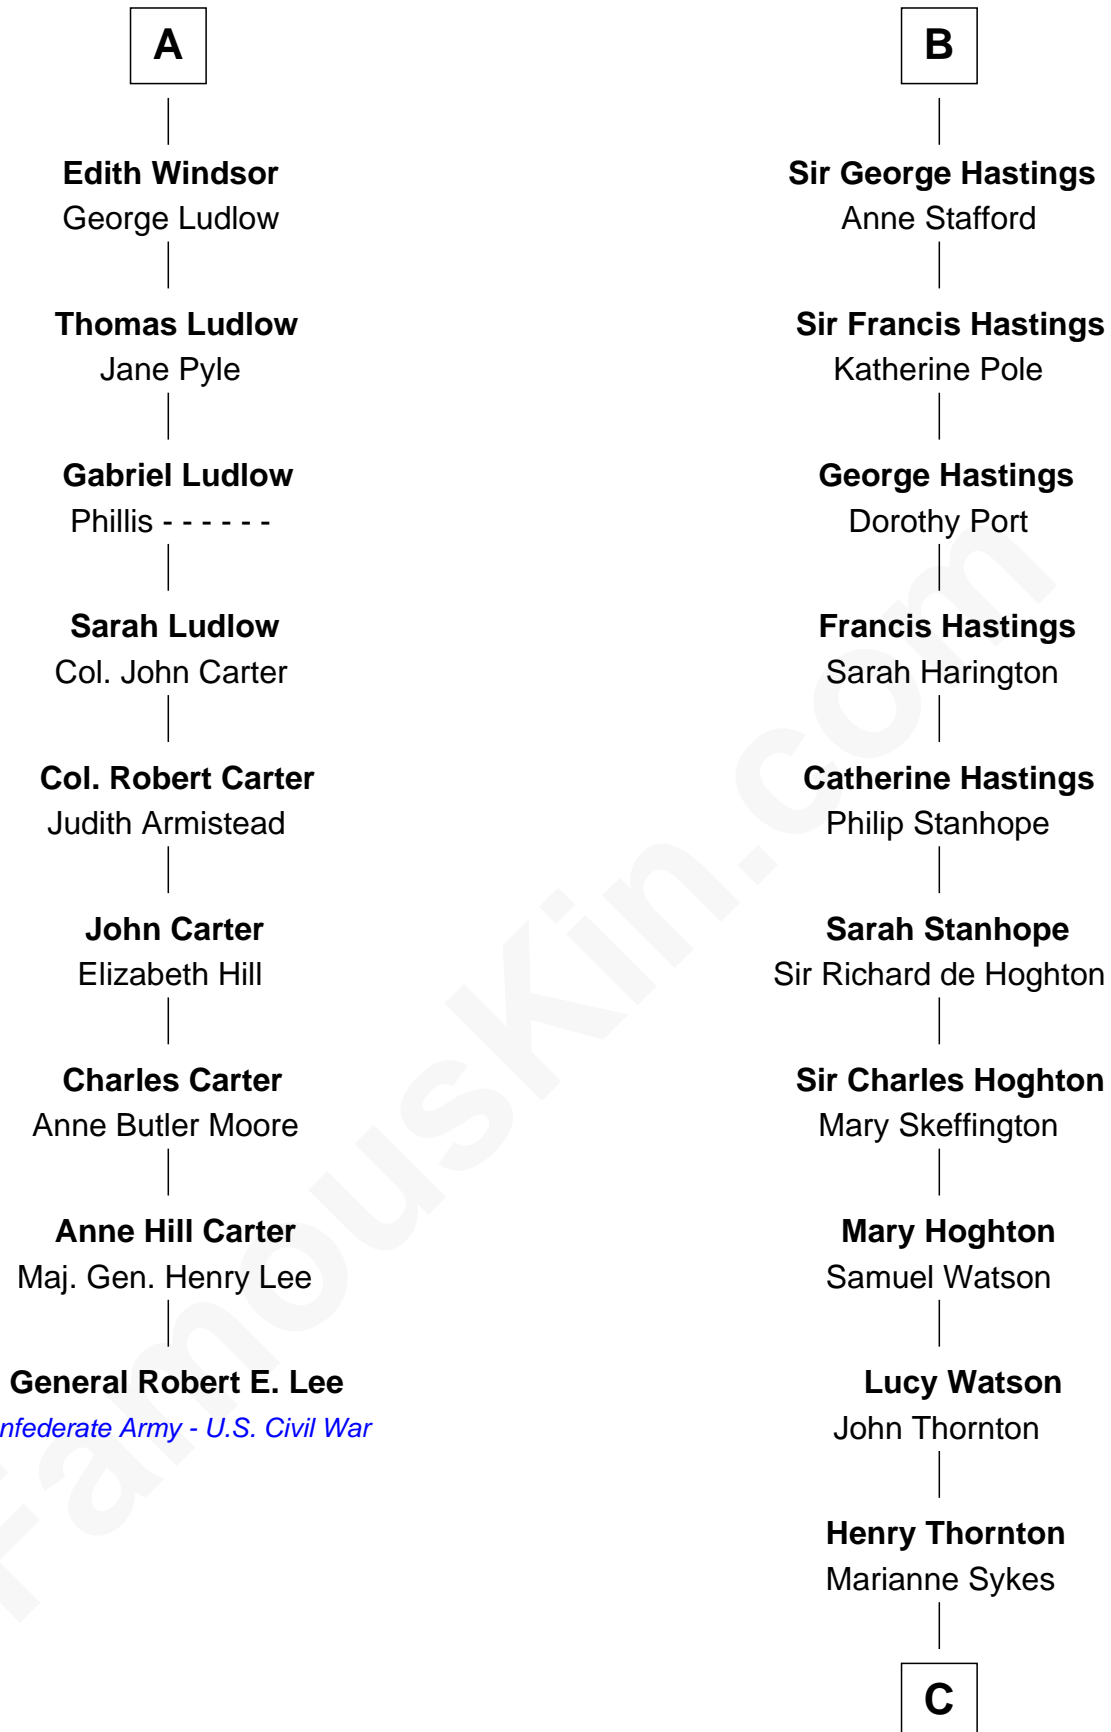 A
Edith Windsor
George Ludlow
Thomas Ludlow
Jane Pyle
Gabriel Ludlow
Phillis - - - - - -
Sarah Ludlow
Col. John Carter
Col. Robert Carter
Judith Armistead
John Carter
Elizabeth Hill
Charles Carter
Anne Butler Moore
Anne Hill Carter
Maj. Gen. Henry Lee
General Robert E. Lee
nfederate Army - U.S. Civil War
B
Sir George Hastings
Anne Stafford
Sir Francis Hastings
Katherine Pole
George Hastings
Dorothy Port
Francis Hastings
Sarah Harington
Catherine Hastings
Philip Stanhope
Sarah Stanhope
Sir Richard de Hoghton
Sir Charles Hoghton
Mary Skeffington
Mary Hoghton
Samuel Watson
Lucy Watson
John Thornton
Henry Thornton
Marianne Sykes
C
FamousKin.com